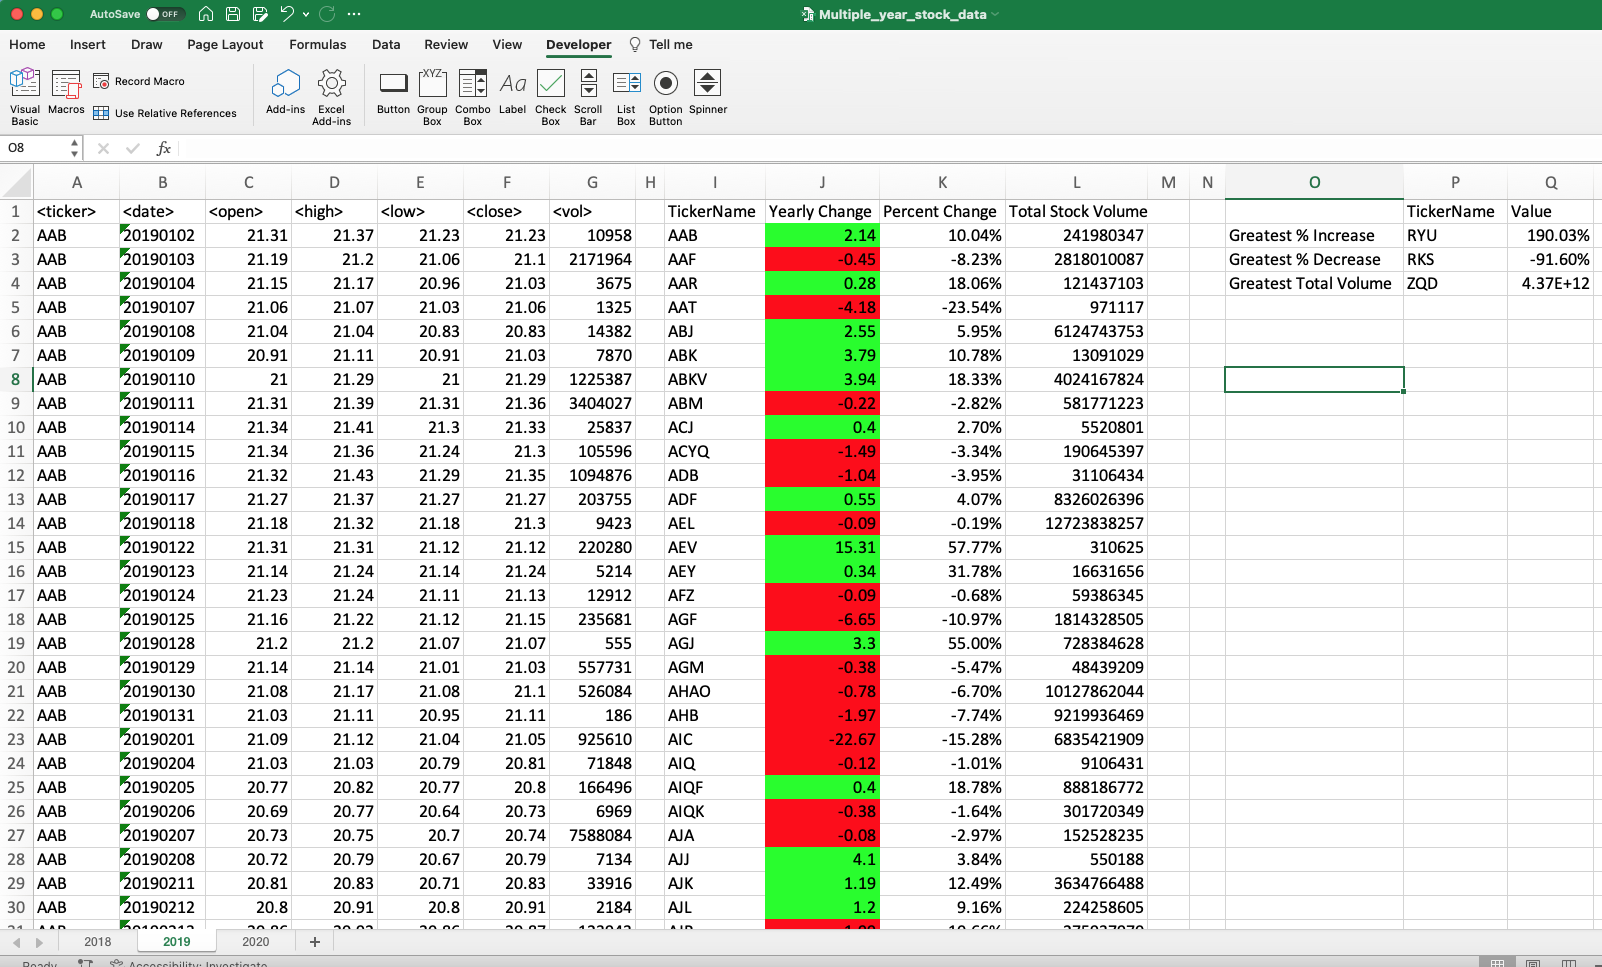 AutoSave OFF Multiple_year_stock_data
Home Insert Draw Page Layout Formulas Data Review View Developer Tell me
Visual Basic Macros Record Macro Use Relative References Add-ins Excel Add-ins Button Group Box Combo Box Label Check Box Scroll Bar List Box Option Button Spinner
XYZ Aa
O8 fx
A B C D E F G H I J K L M N O P Q
1 <ticker> <date> <open> <high> <low> <close> <vol> TickerName Yearly Change Percent Change Total Stock Volume TickerName Value
2 AAB 20190102 21.31 21.37 21.23 21.23 10958 AAB 2.14 10.04% 241980347 Greatest % Increase RYU 190.03%
3 AAB 20190103 21.19 21.2 21.06 21.1 2171964 AAF -0.45 -8.23% 2818010087 Greatest % Decrease RKS -91.60%
4 AAB 20190104 21.15 21.17 20.96 21.03 3675 AAR 0.28 18.06% 121437103 Greatest Total Volume ZQD 4.37E+12
5 AAB 20190107 21.06 21.07 21.03 21.06 1325 AAT -4.18 -23.54% 971117
6 AAB 20190108 21.04 21.04 20.83 20.83 14382 ABJ 2.55 5.95% 6124743753
7 AAB 20190109 20.91 21.11 20.91 21.03 7870 ABK 3.79 10.78% 13091029
8 AAB 20190110 21 21.29 21 21.29 1225387 ABKV 3.94 18.33% 4024167824
9 AAB 20190111 21.31 21.39 21.31 21.36 3404027 ABM -0.22 -2.82% 581771223
10 AAB 20190114 21.34 21.41 21.3 21.33 25837 ACJ 0.4 2.70% 5520801
11 AAB 20190115 21.34 21.36 21.24 21.3 105596 ACYQ -1.49 -3.34% 190645397
12 AAB 20190116 21.32 21.43 21.29 21.35 1094876 ADB -1.04 -3.95% 31106434
13 AAB 20190117 21.27 21.37 21.27 21.27 203755 ADF 0.55 4.07% 8326026396
14 AAB 20190118 21.18 21.32 21.18 21.3 9423 AEL -0.09 -0.19% 12723838257
15 AAB 20190122 21.31 21.31 21.12 21.12 220280 AEV 15.31 57.77% 310625
16 AAB 20190123 21.14 21.24 21.14 21.24 5214 AEY 0.34 31.78% 16631656
17 AAB 20190124 21.23 21.24 21.11 21.13 12912 AFZ -0.09 -0.68% 59386345
18 AAB 20190125 21.16 21.22 21.12 21.15 235681 AGF -6.65 -10.97% 1814328505
19 AAB 20190128 21.2 21.2 21.07 21.07 555 AGJ 3.3 55.00% 728384628
20 AAB 20190129 21.14 21.14 21.01 21.03 557731 AGM -0.38 -5.47% 48439209
21 AAB 20190130 21.08 21.17 21.08 21.1 526084 AHAO -0.78 -6.70% 10127862044
22 AAB 20190131 21.03 21.11 20.95 21.11 186 AHB -1.97 -7.74% 9219936469
23 AAB 20190201 21.09 21.12 21.04 21.05 925610 AIC -22.67 -15.28% 6835421909
24 AAB 20190204 21.03 21.03 20.79 20.81 71848 AIQ -0.12 -1.01% 9106431
25 AAB 20190205 20.77 20.82 20.77 20.8 166496 AIQF 0.4 18.78% 888186772
26 AAB 20190206 20.69 20.77 20.64 20.73 6969 AIQK -0.38 -1.64% 301720349
27 AAB 20190207 20.73 20.75 20.7 20.74 7588084 AJA -0.08 -2.97% 152528235
28 AAB 20190208 20.72 20.79 20.67 20.79 7134 AJJ 4.1 3.84% 550188
29 AAB 20190211 20.81 20.83 20.71 20.83 33916 AJK 1.19 12.49% 3634766488
30 AAB 20190212 20.8 20.91 20.8 20.91 2184 AJL 1.2 9.16% 224258605
2018 2019 2020 +
Ready Accessibility: Investigate